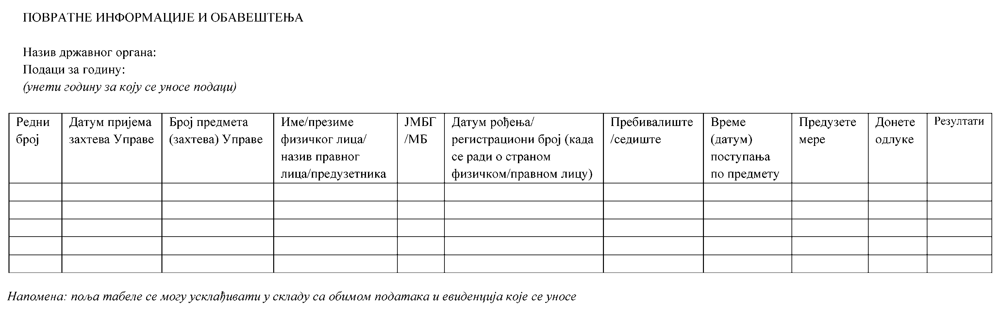 ПОВРАТНЕ ИНФОРМАЦИЈЕ И ОБАВЕШТЕЊА
Назив државног органа:
Подаци за годину:
(унети годину за коју се уносе подаци)
Редни
број
Датум пријема
захтева Управе
Број предмета
(захтева) Управе
Име/презиме
физичког лица/
назив правног
лица/предузетника
ЈМБГ
/МБ
Датум рођења/
регистрациони број (када
се ради о страном
физичком/правном лицу)
Пребивалиште
/седиште
Време
(датум)
поступања
по предмету
Предузете
мере
Донете
одлуке
Резултати
Напомена: поља табеле се могу усклађивати у складу са обимом података и евиденција које се уносе